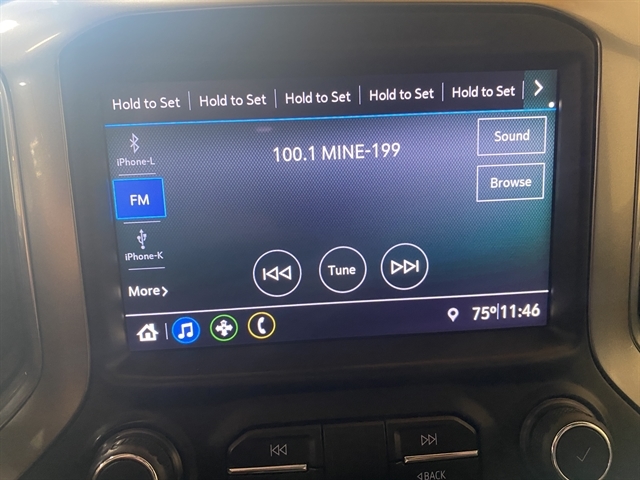 Hold to Set Hold to Set Hold to Set Hold to Set Hold to Set >
iPhone-L
100.1 MINE-199
Sound
FM
Browse
iPhone-K
Tune
More>
75° 11:46
BACK